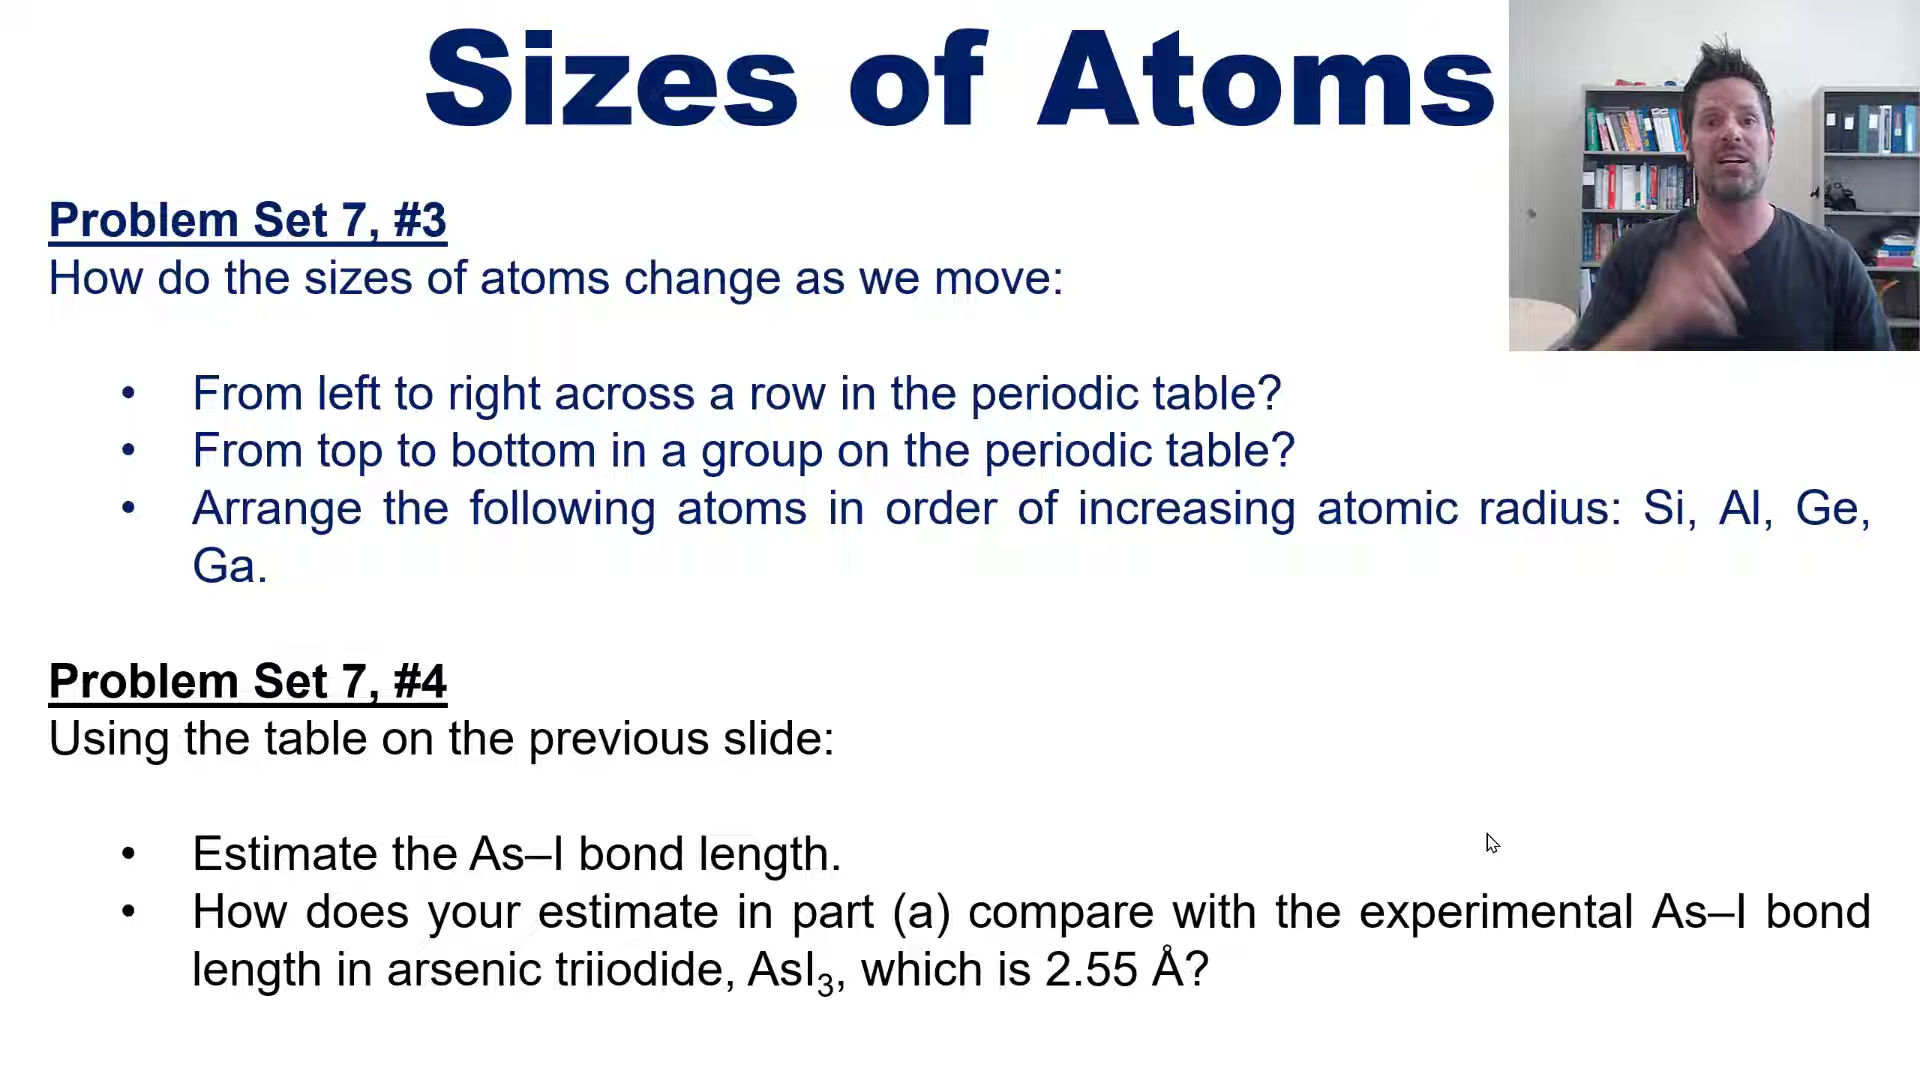 Sizes of Atoms
Problem Set 7, #3
How do the sizes of atoms change as we move:
• From left to right across a row in the periodic table?
• From top to bottom in a group on the periodic table?
• Arrange the following atoms in order of increasing atomic radius: Si, Al, Ge,
Ga.
Problem Set 7, #4
Using the table on the previous slide:
• Estimate the As–I bond length.
• How does your estimate in part (a) compare with the experimental As–I bond
length in arsenic triiodide, AsI₃, which is 2.55 Å?